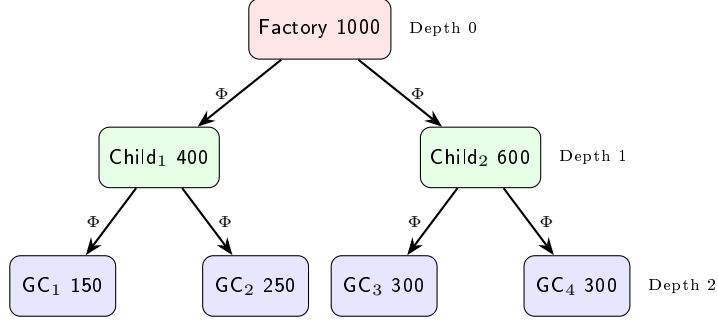 Factory 1000 Depth 0
Φ Φ
Child₁ 400 Child₂ 600 Depth 1
Φ Φ Φ Φ
GC₁ 150 GC₂ 250 GC₃ 300 GC₄ 300 Depth 2